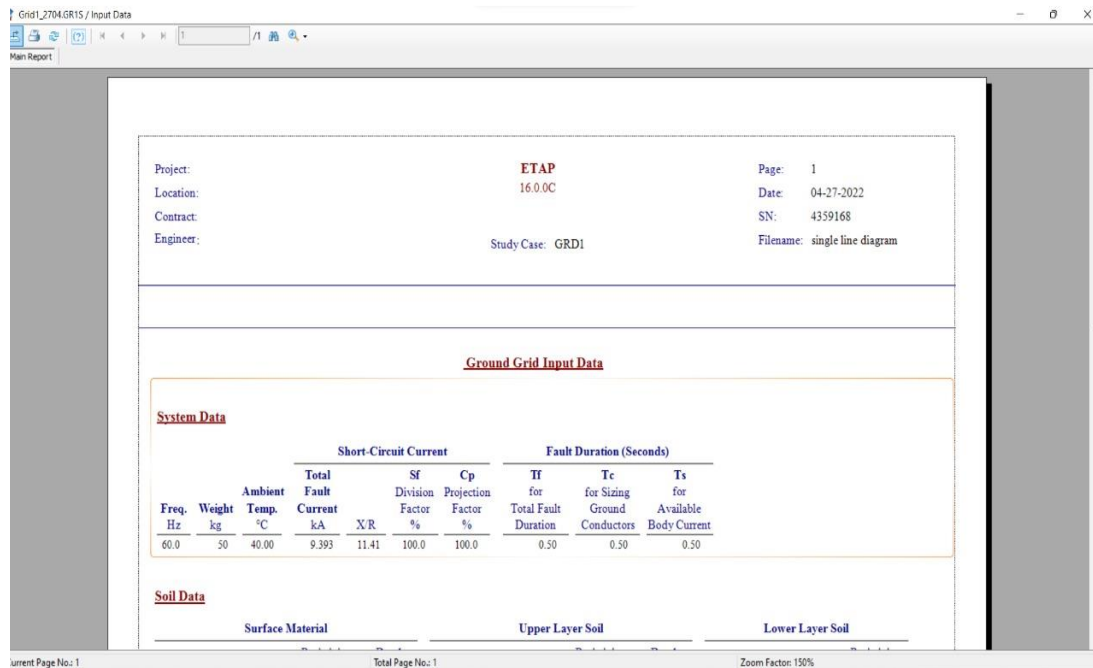 Grid1_2704.GR1S / Input Data
1 /1
Main Report
Project: ETAP Page: 1
Location: 16.0.0C Date: 04-27-2022
Contract: SN: 4359168
Engineer: Study Case: GRD1 Filename: single line diagram
Ground Grid Input Data
System Data
Short-Circuit Current Fault Duration (Seconds)
Total Sf Cp Tf Tc Ts
Ambient Fault Division Projection for for Sizing for
Freq. Weight Temp. Current Factor Factor Total Fault Ground Available
Hz kg °C kA X/R % % Duration Conductors Body Current
60.0 50 40.00 9.393 11.41 100.0 100.0 0.50 0.50 0.50
Soil Data
Surface Material Upper Layer Soil Lower Layer Soil
Total Page No.: 1 Zoom Factor: 150%